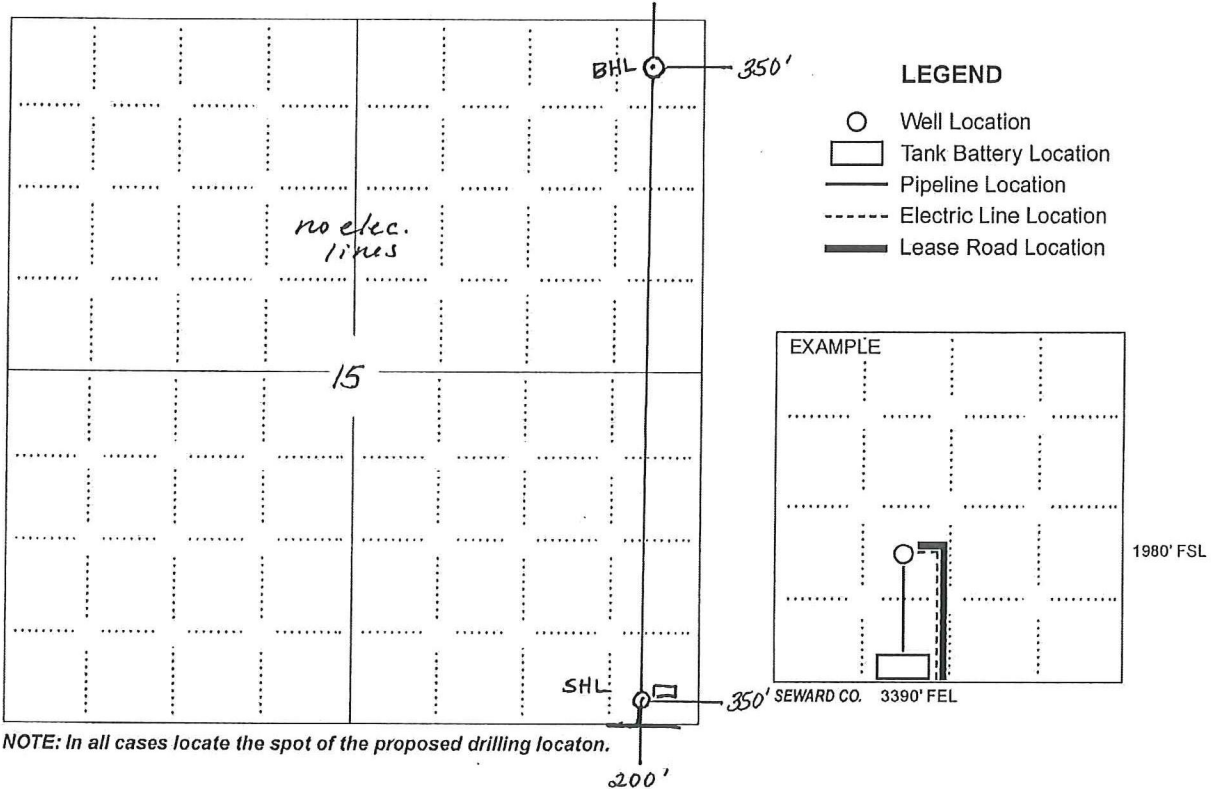 BHL
350'
LEGEND
Well Location
Tank Battery Location
Pipeline Location
Electric Line Location
Lease Road Location
no elec.
lines
15
EXAMPLE
1980' FSL
SHL
350'
SEWARD CO. 3390' FEL
NOTE: In all cases locate the spot of the proposed drilling locaton.
200'